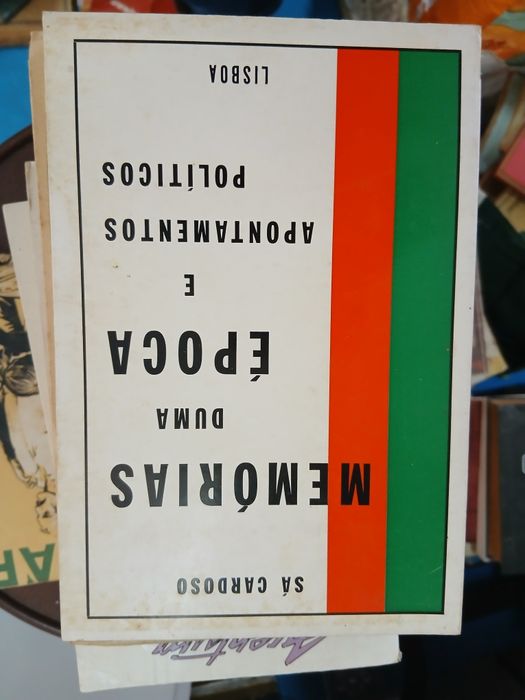 SÁ CARDOSO
MEMÓRIAS
DUMA
ÉPOCA
E
APONTAMENTOS
POLÍTICOS
LISBOA